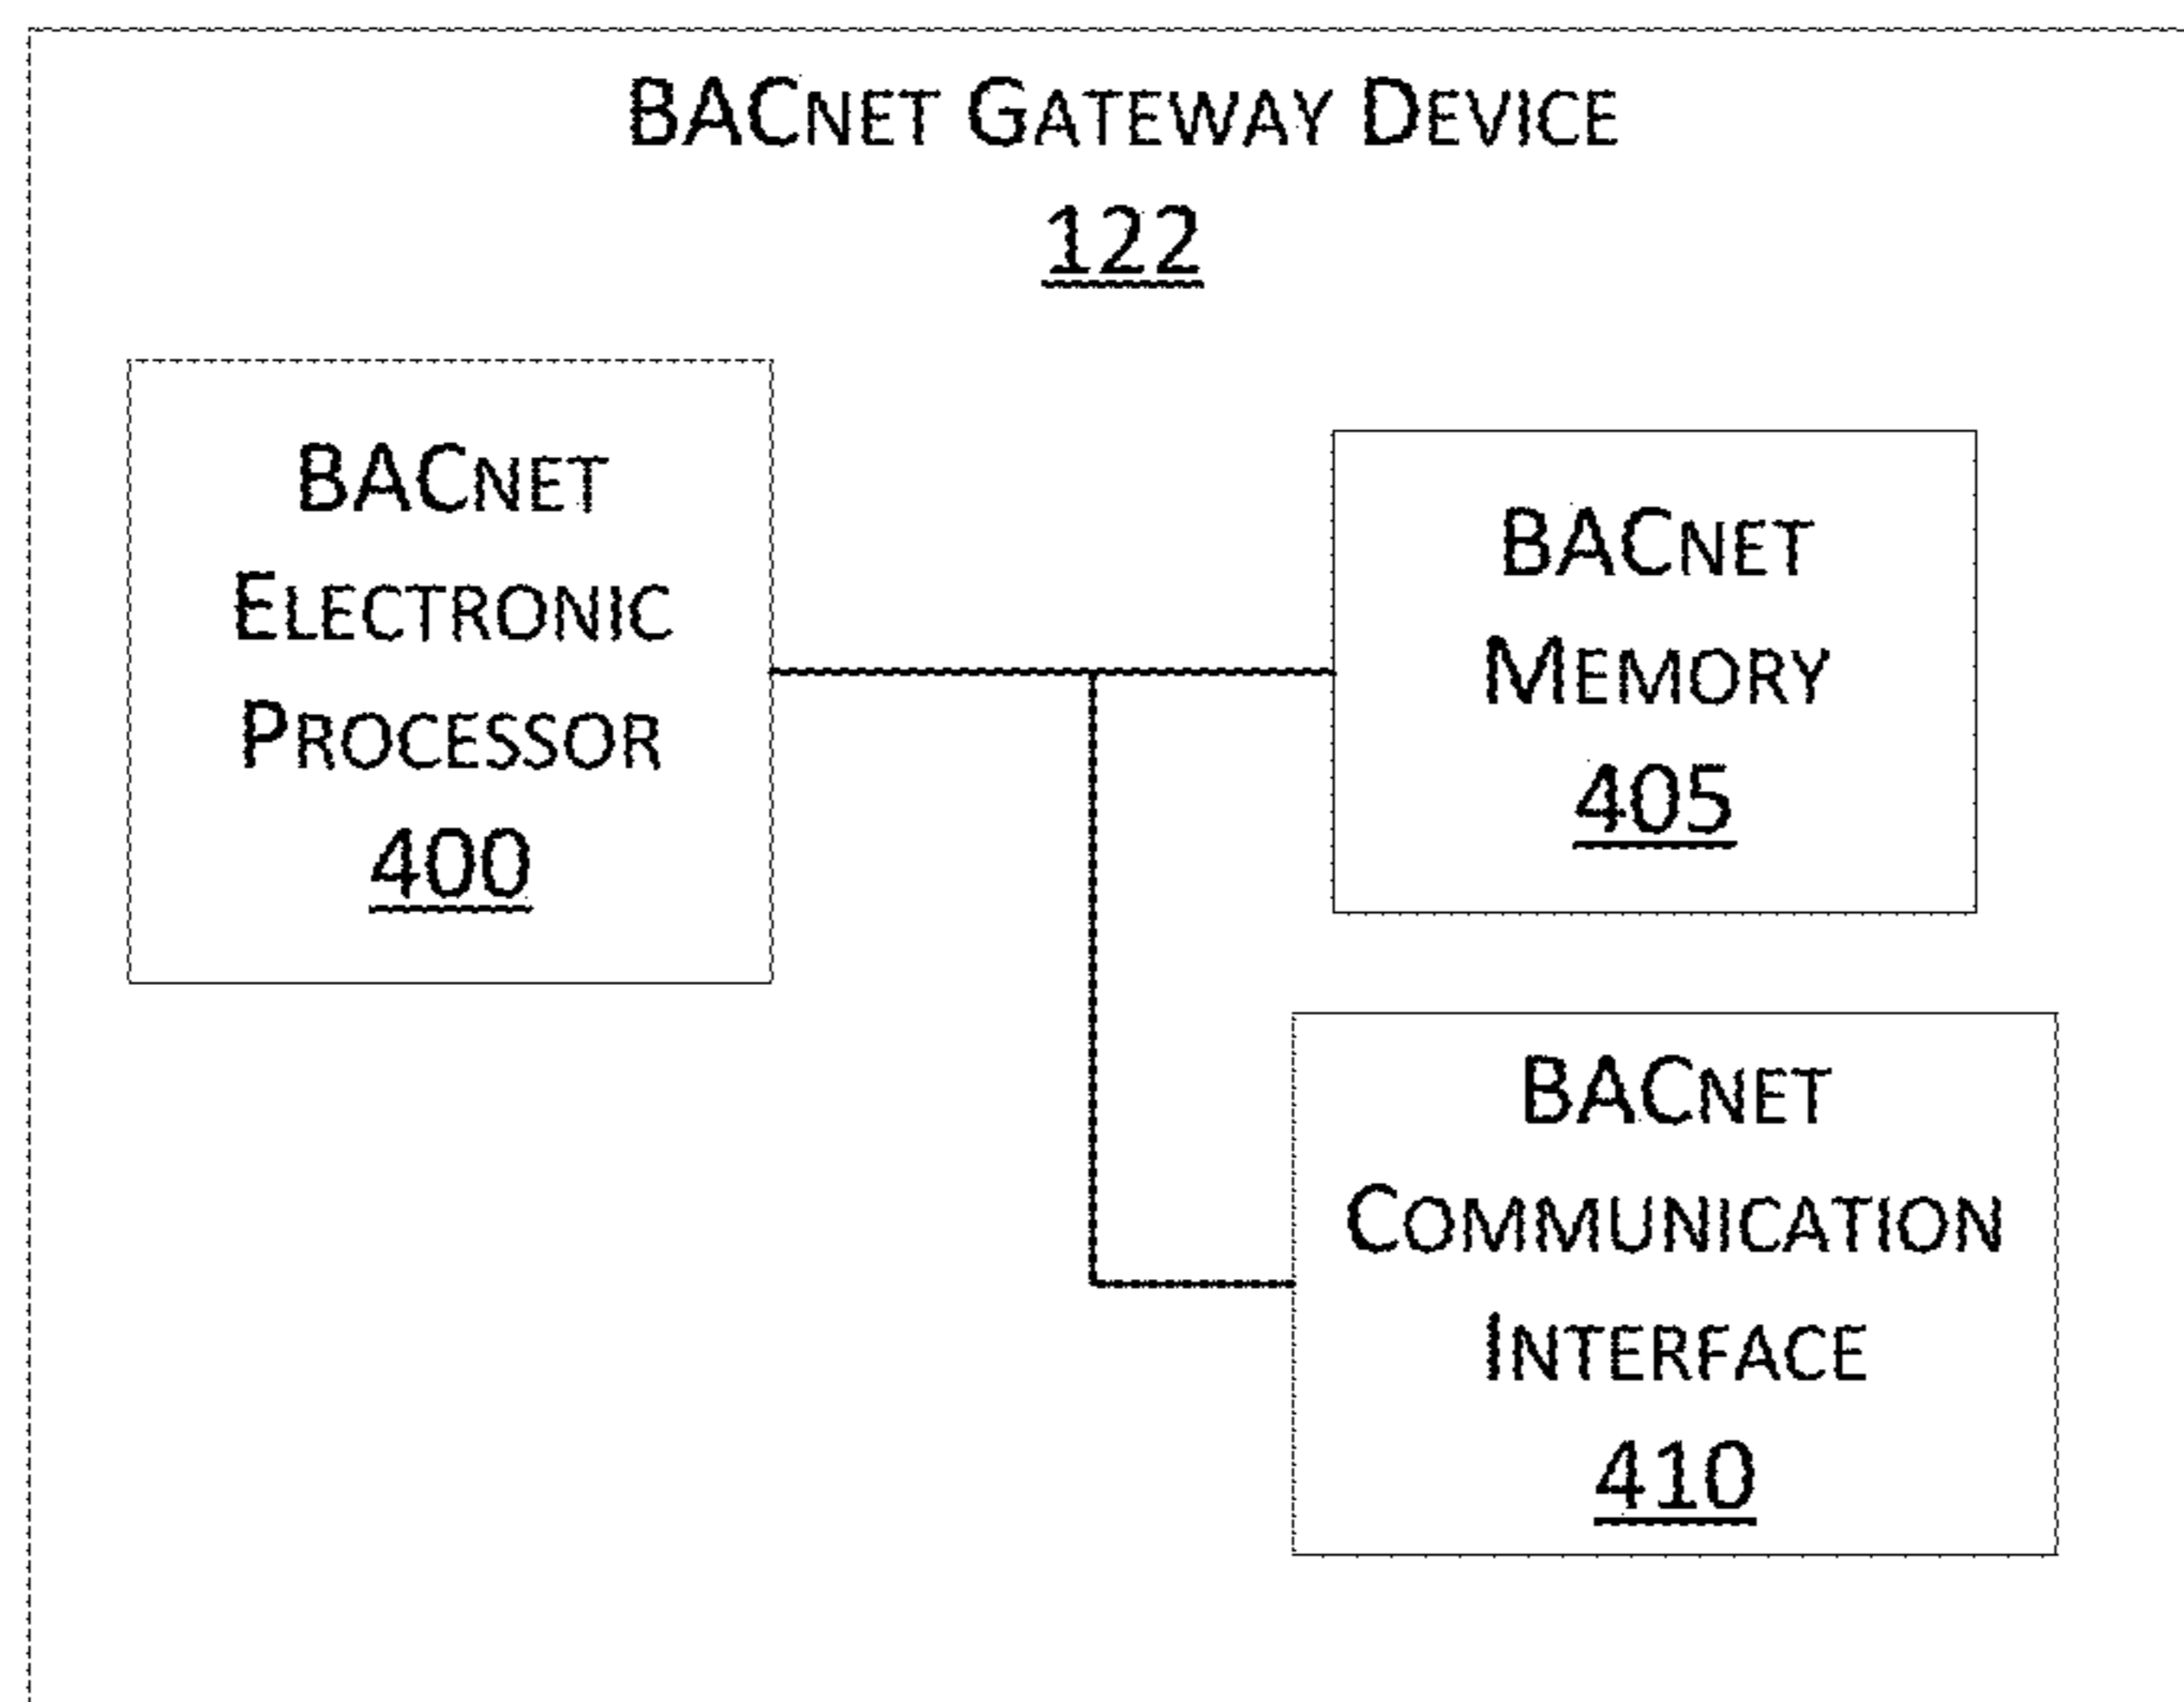 BACNET GATEWAY DEVICE
122
BACNET
ELECTRONIC
PROCESSOR
400
BACNET
MEMORY
405
BACNET
COMMUNICATION
INTERFACE
410